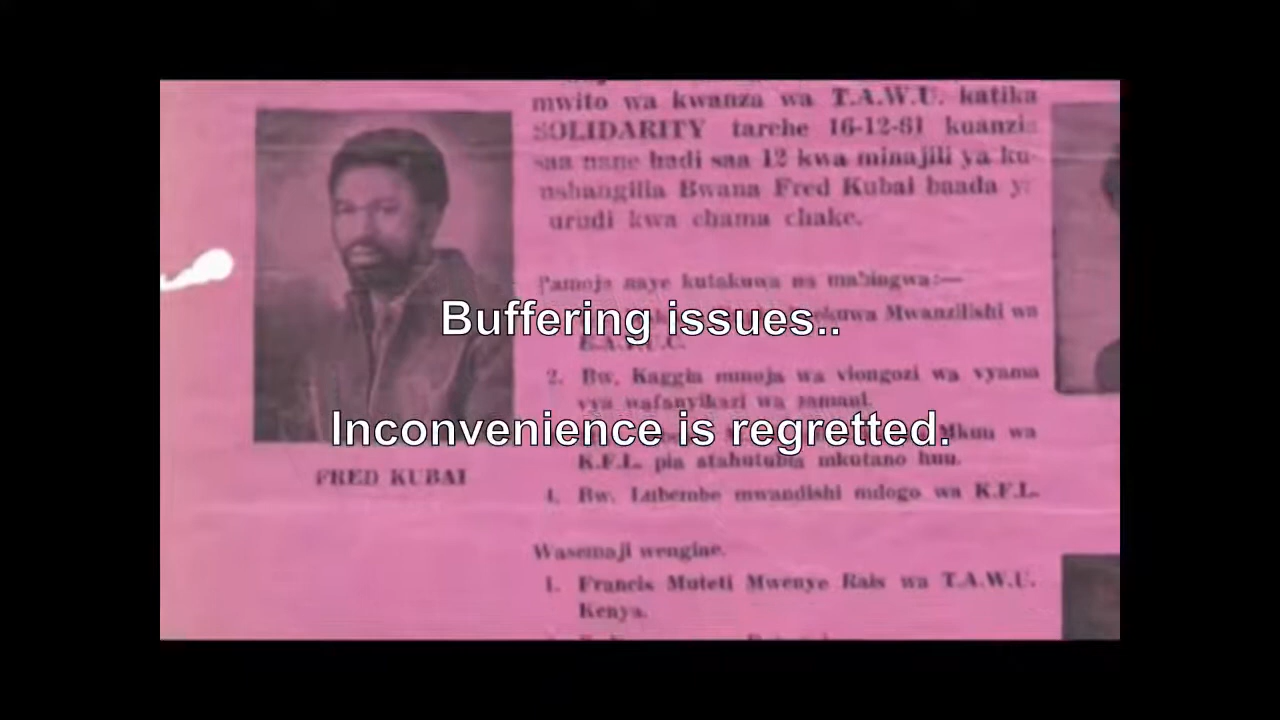 mwito wa kwanza wa T.A.W.U. katika
SOLIDARITY tarehe 16-12-61 kuanzia
saa nane hadi saa 12 kwa minajili ya ku-
nshangilia Bwana Fred Kubai baada
urudi kwa chama chake.
Pamoja naye kutakuwa na mabingwa:—
Mwanzilishi wa
E.A.T.U.C.
2. Bw. Kaggia mmoja wa viongozi wa vyama
vya wafanyikazi wa zamani.
Mkuu wa
K.F.L. pia atahutubia mkutano huu.
4. Bw. Lubembe mwandishi mdogo wa K.F.L.
FRED KUBAI
Wasemaji wengine.
1. Francis Muteti Mwenye Rais wa T.A.W.U.
Kenya.
Buffering issues..
Inconvenience is regretted.